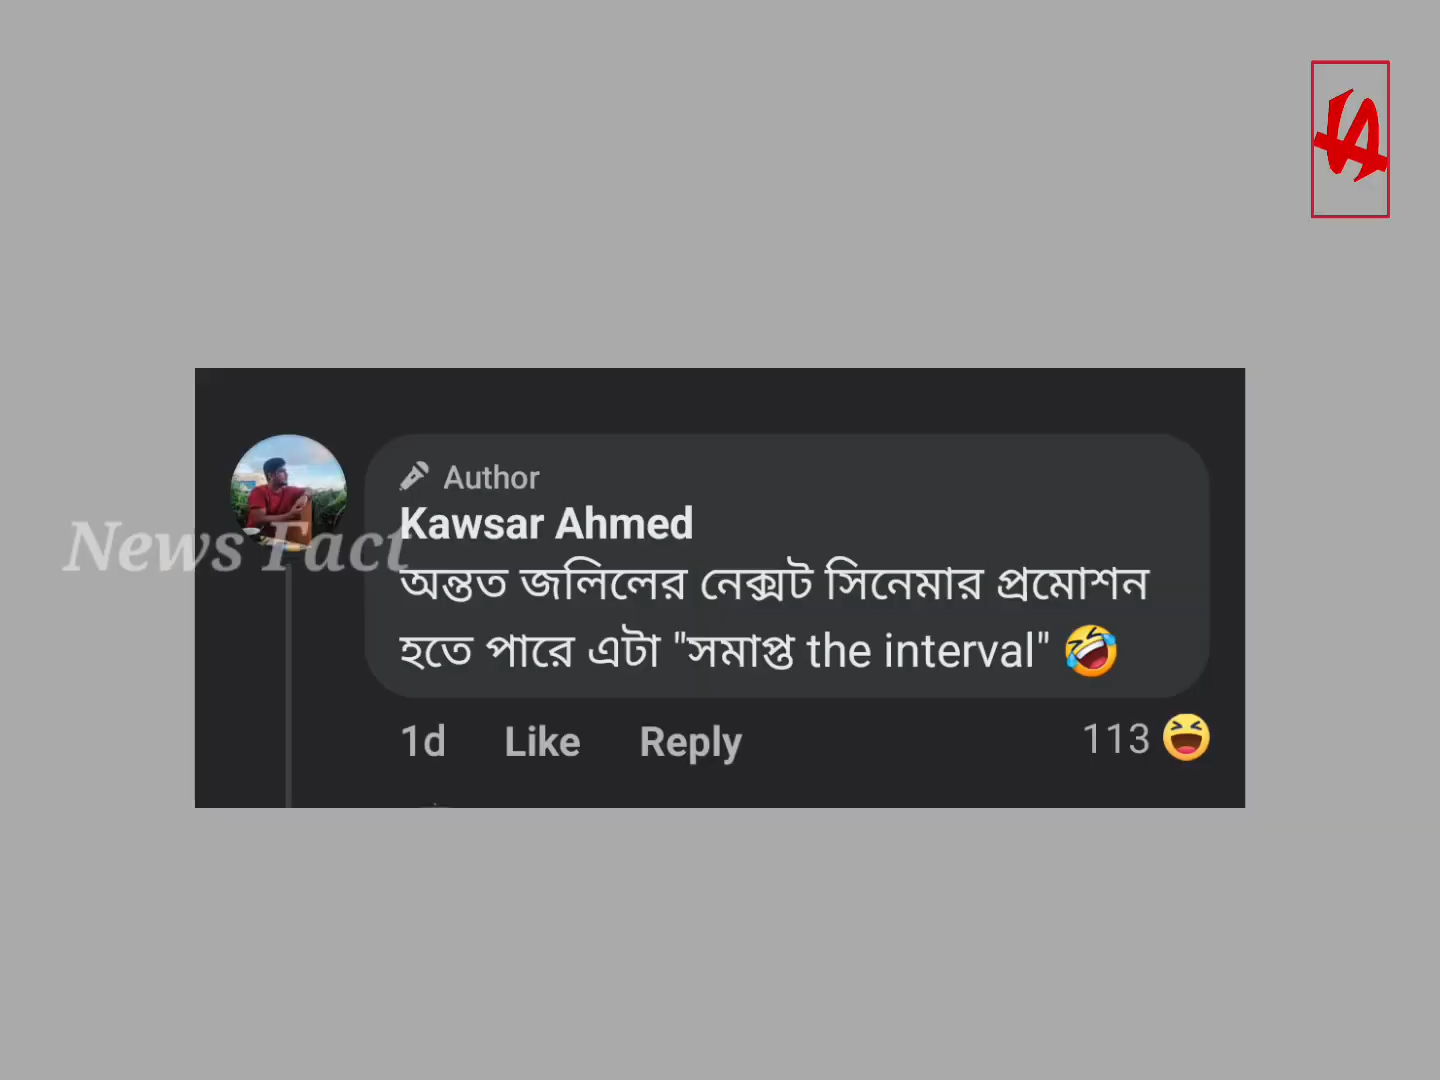 Author
Kawsar Ahmed
News Fact
অন্তত জলিলের নেক্সট সিনেমার প্রমোশন
হতে পারে এটা "সমাপ্ত the interval" 🤣
1d Like Reply 113 😆